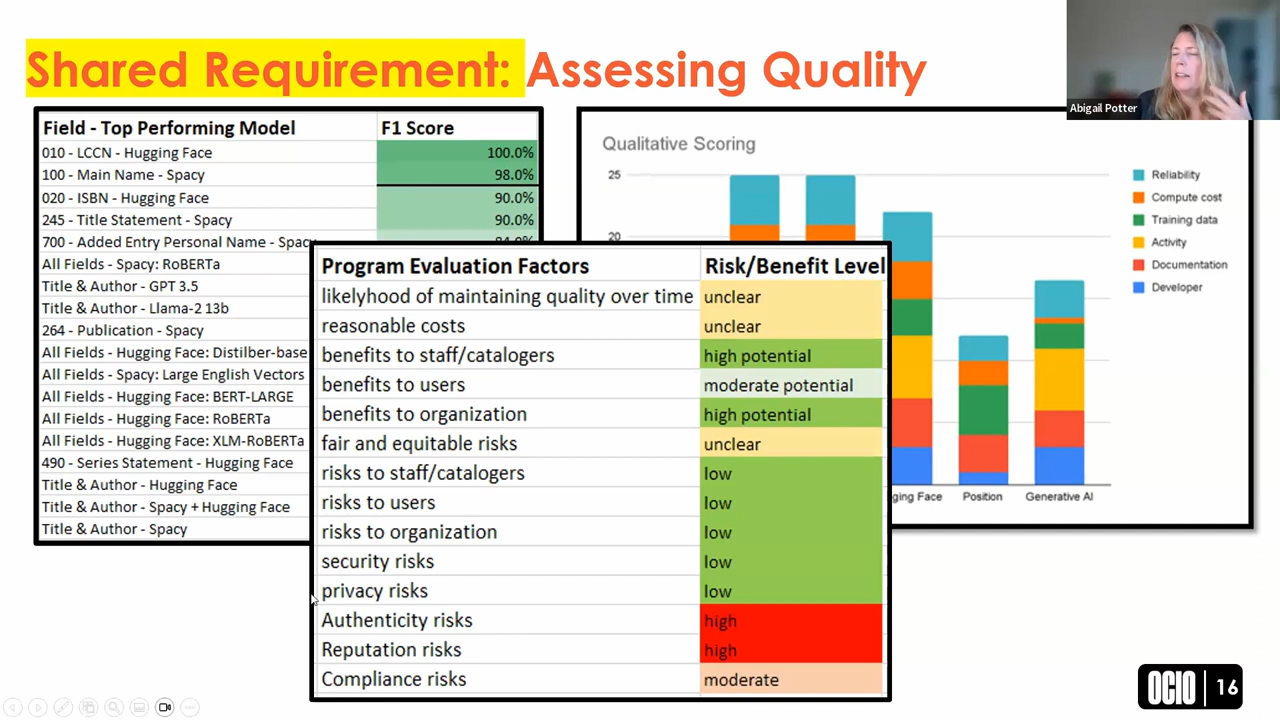 Shared Requirement: Assessing Quality
Abigail Potter
Field - Top Performing Model F1 Score
010 - LCCN - Hugging Face 100.0%
100 - Main Name - Spacy 98.0%
020 - ISBN - Hugging Face 90.0%
245 - Title Statement - Spacy 90.0%
700 - Added Entry Personal Name - Spacy
All Fields - Spacy: RoBERTa
Title & Author - GPT 3.5
Title & Author - Llama-2 13b
264 - Publication - Spacy
All Fields - Hugging Face: Distilber-base
All Fields - Spacy: Large English Vectors
All Fields - Hugging Face: BERT-LARGE
All Fields - Hugging Face: RoBERTa
All Fields - Hugging Face: XLM-RoBERTa
490 - Series Statement - Hugging Face
Title & Author - Hugging Face
Title & Author - Spacy + Hugging Face
Title & Author - Spacy
Program Evaluation Factors Risk/Benefit Level
likelyhood of maintaining quality over time unclear
reasonable costs unclear
benefits to staff/catalogers high potential
benefits to users moderate potential
benefits to organization high potential
fair and equitable risks unclear
risks to staff/catalogers low
risks to users low
risks to organization low
security risks low
privacy risks low
Authenticity risks high
Reputation risks high
Compliance risks moderate
Qualitative Scoring
25
20
Reliability
Compute cost
Training data
Activity
Documentation
Developer
ging Face Position Generative AI
OCIO 16